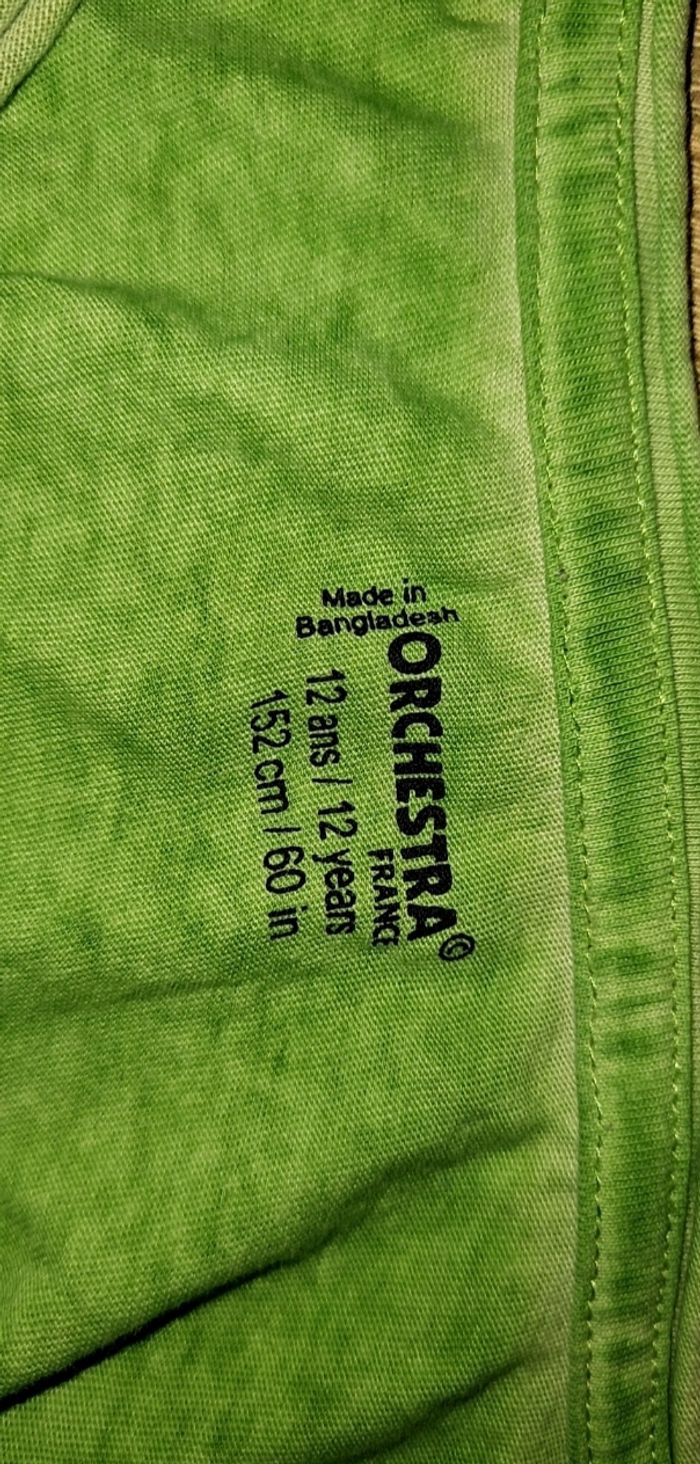 ORCHESTRA©
FRANCE
12 ans / 12 years
152 cm / 60 in
Made in
Bangladesh